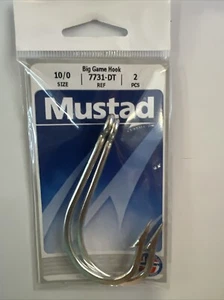 Big Game Hook
10/0 7731-DT 2
SIZE REF PCS
Mustad